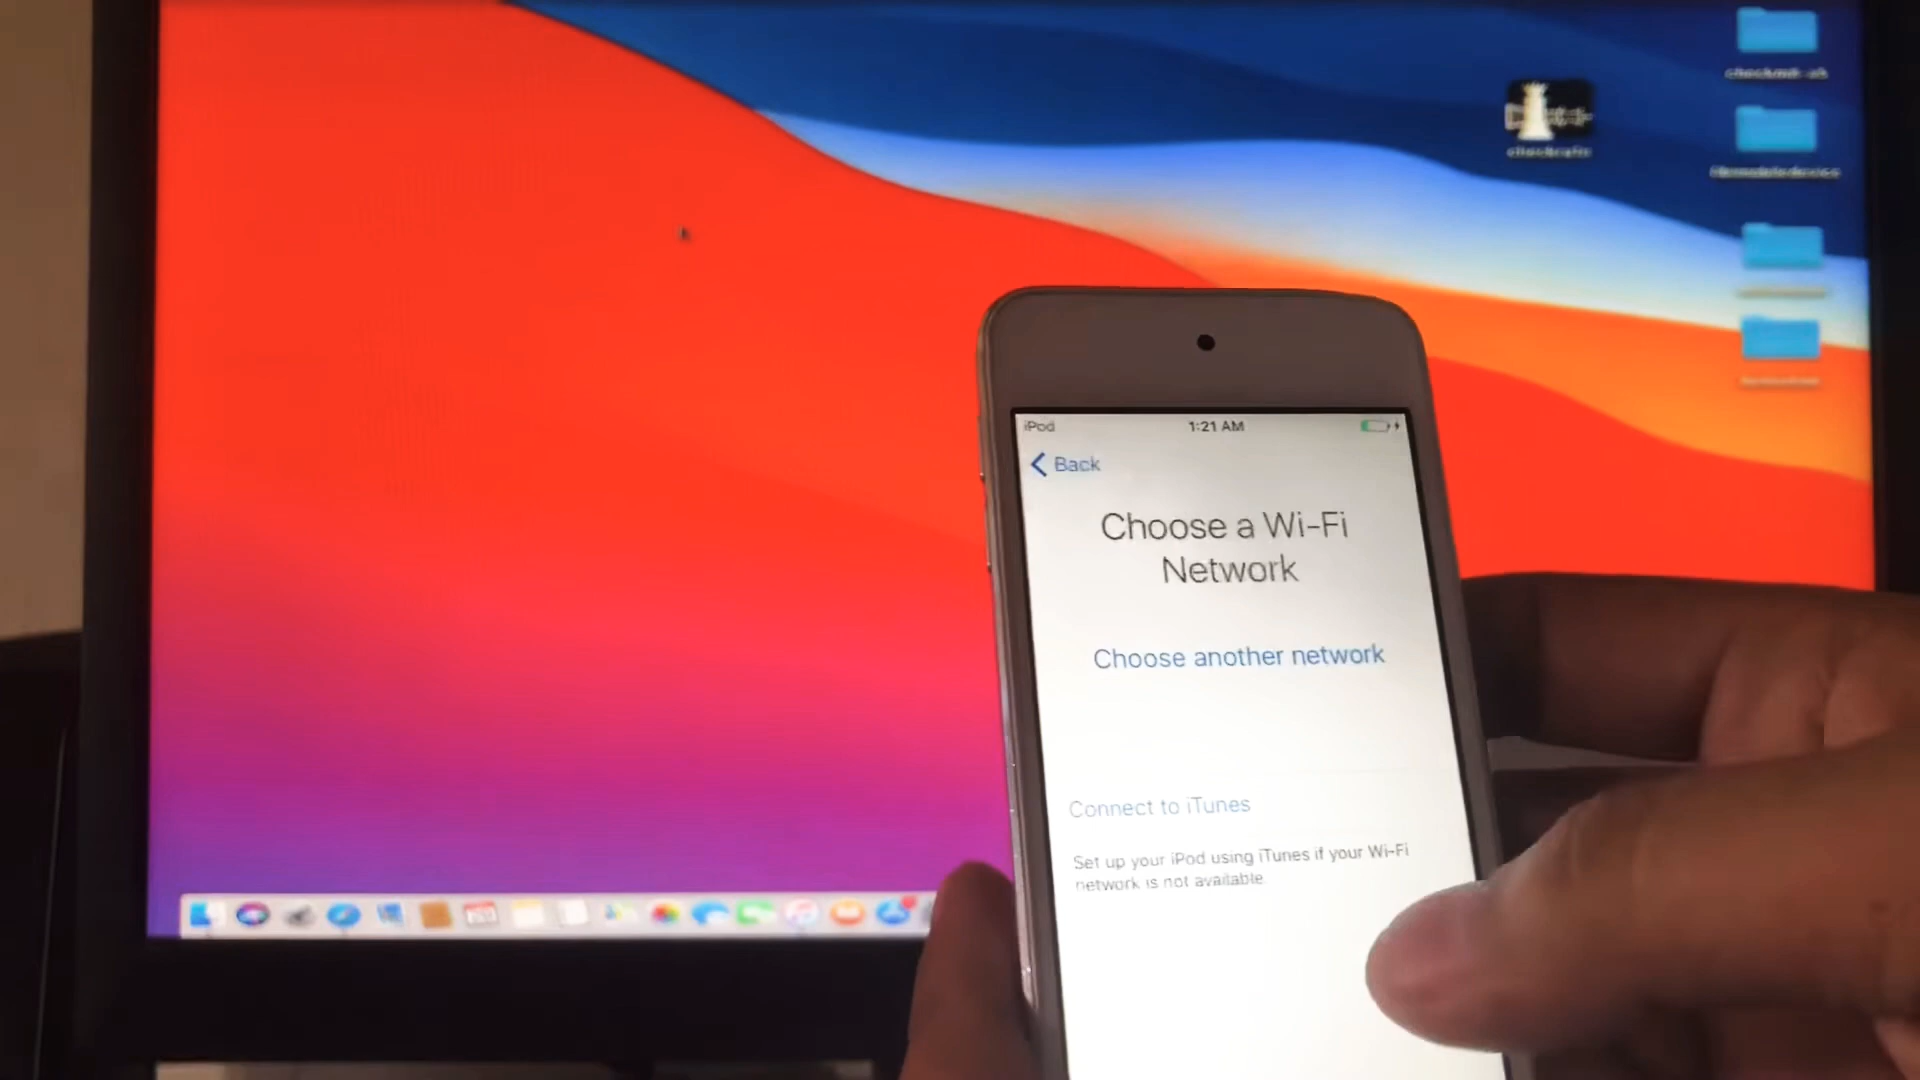 checkra1n
iPod
1:21 AM
Back
Choose a Wi-Fi
Network
Choose another network
Connect to iTunes
Set up your iPod using iTunes if your Wi-Fi
network is not available.